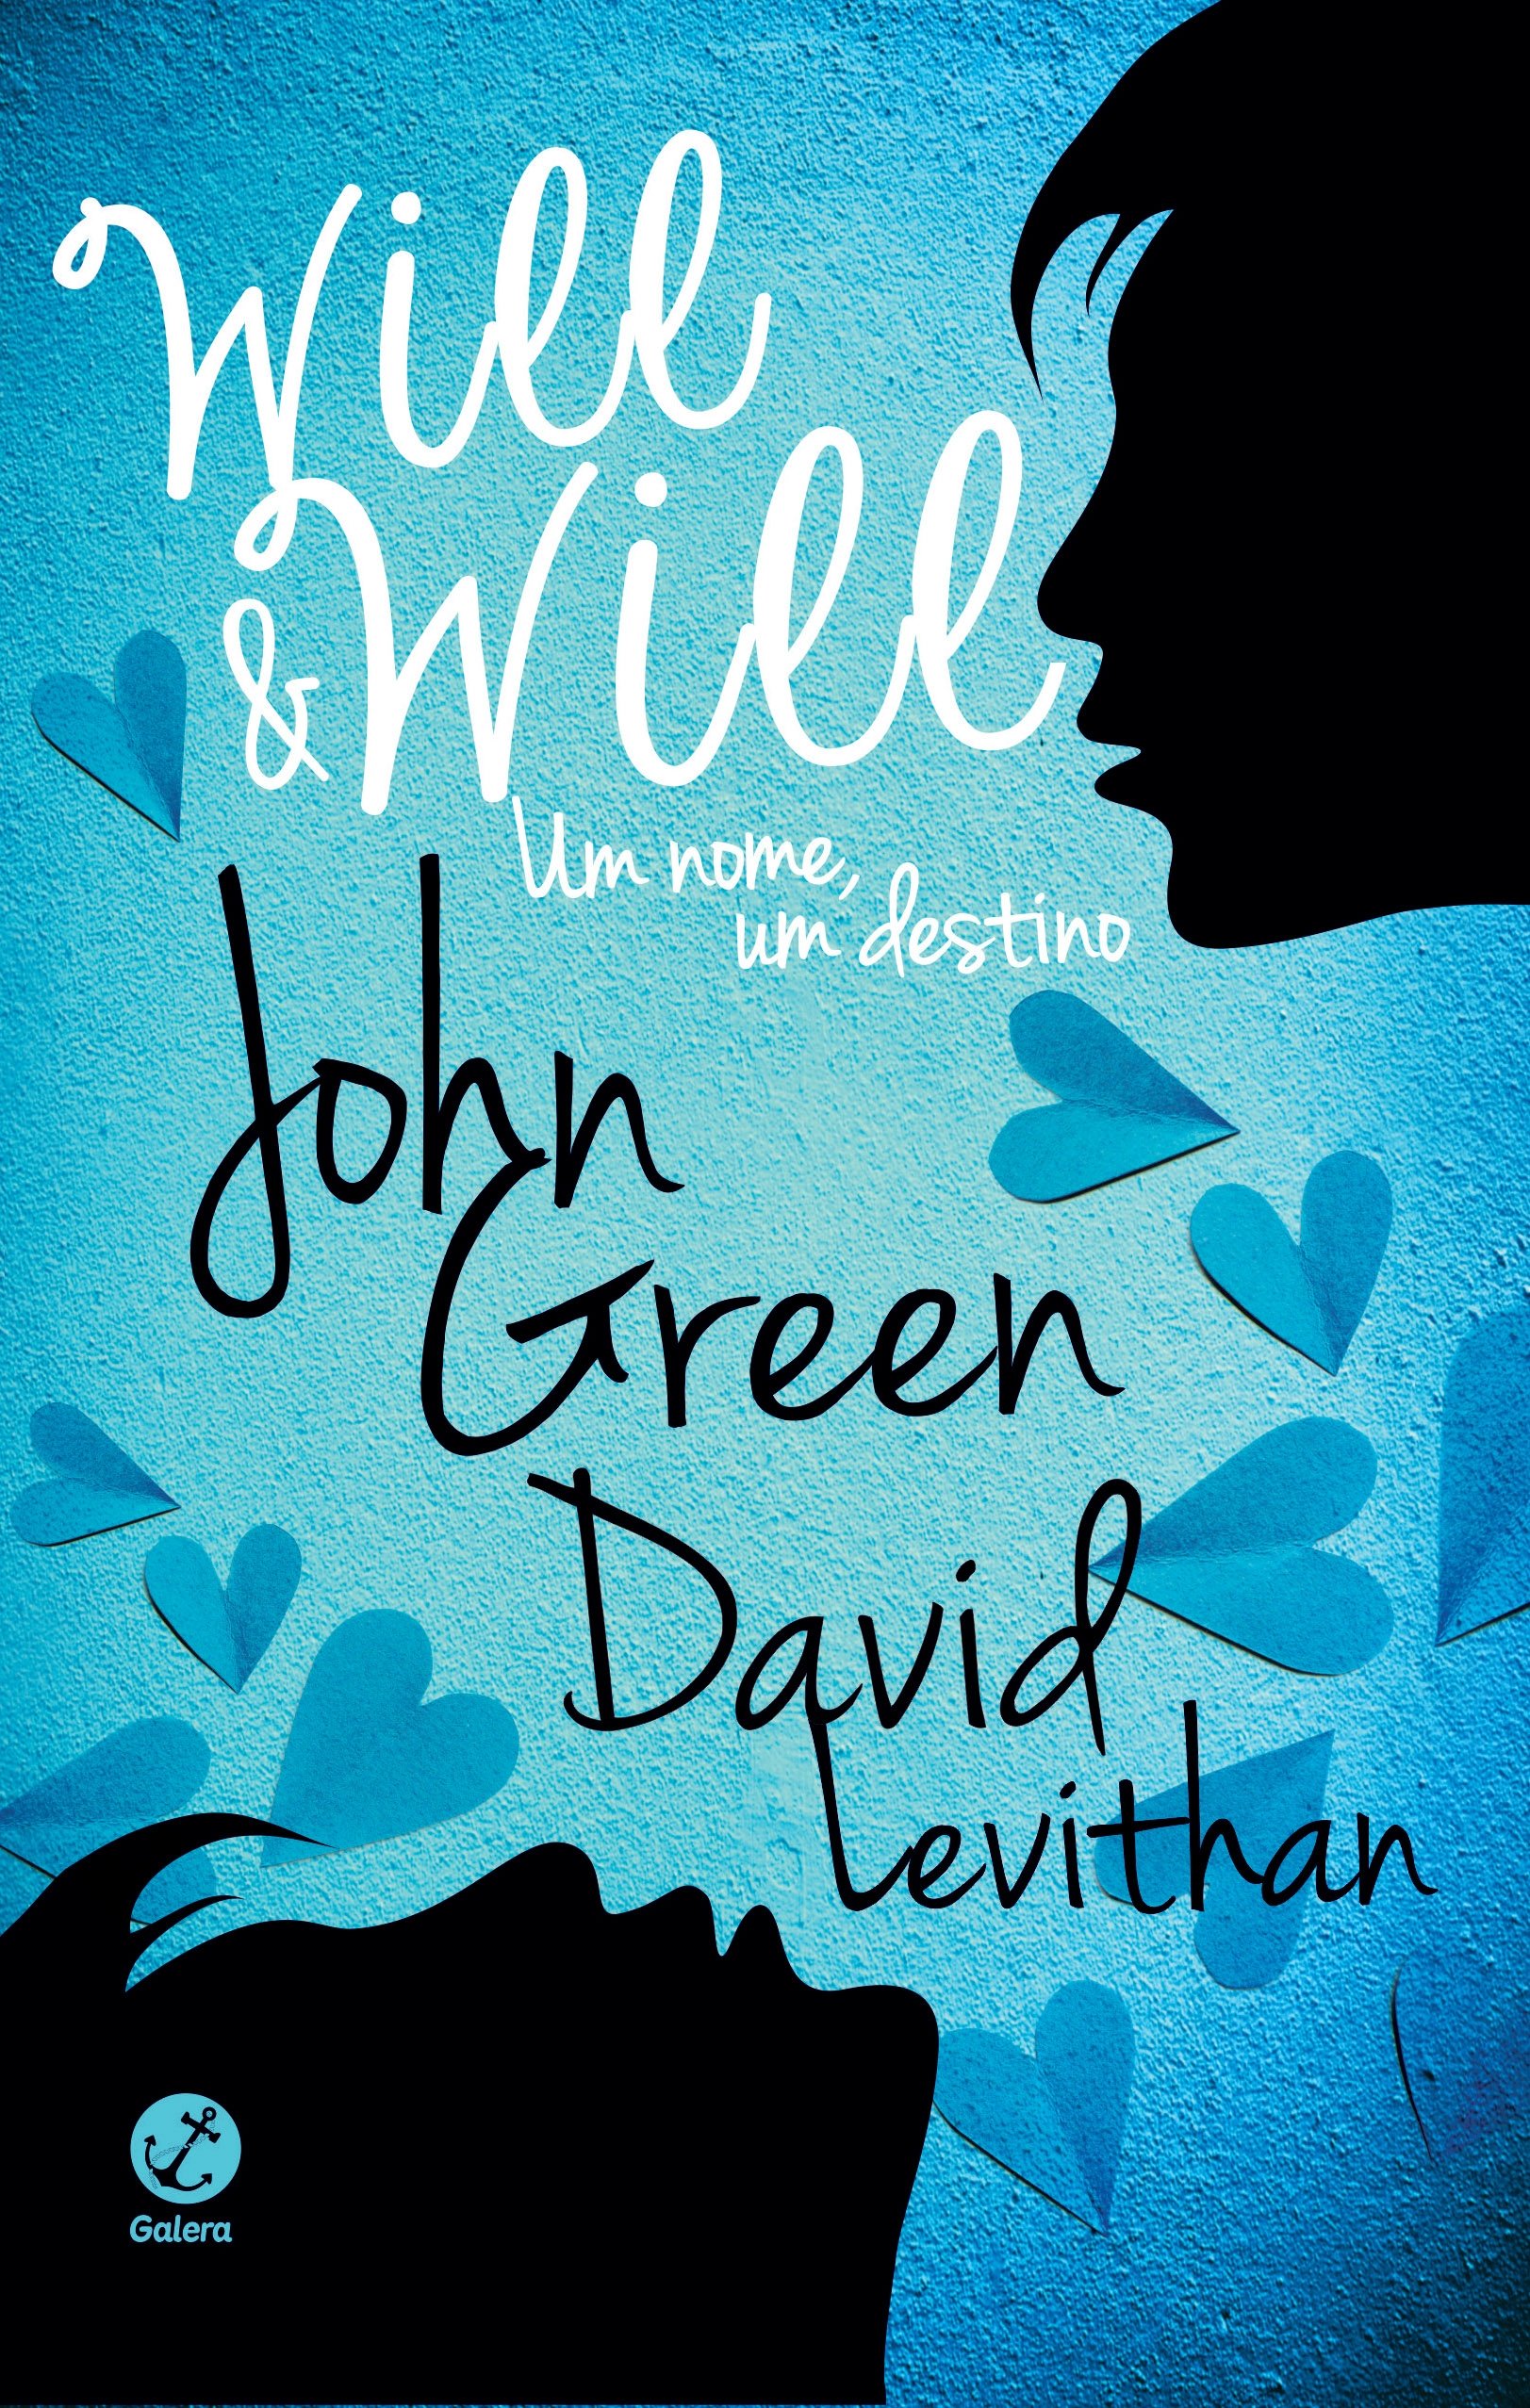 Will
& Will
Um nome,
um destino
John
Green
David
Levithan
Galera